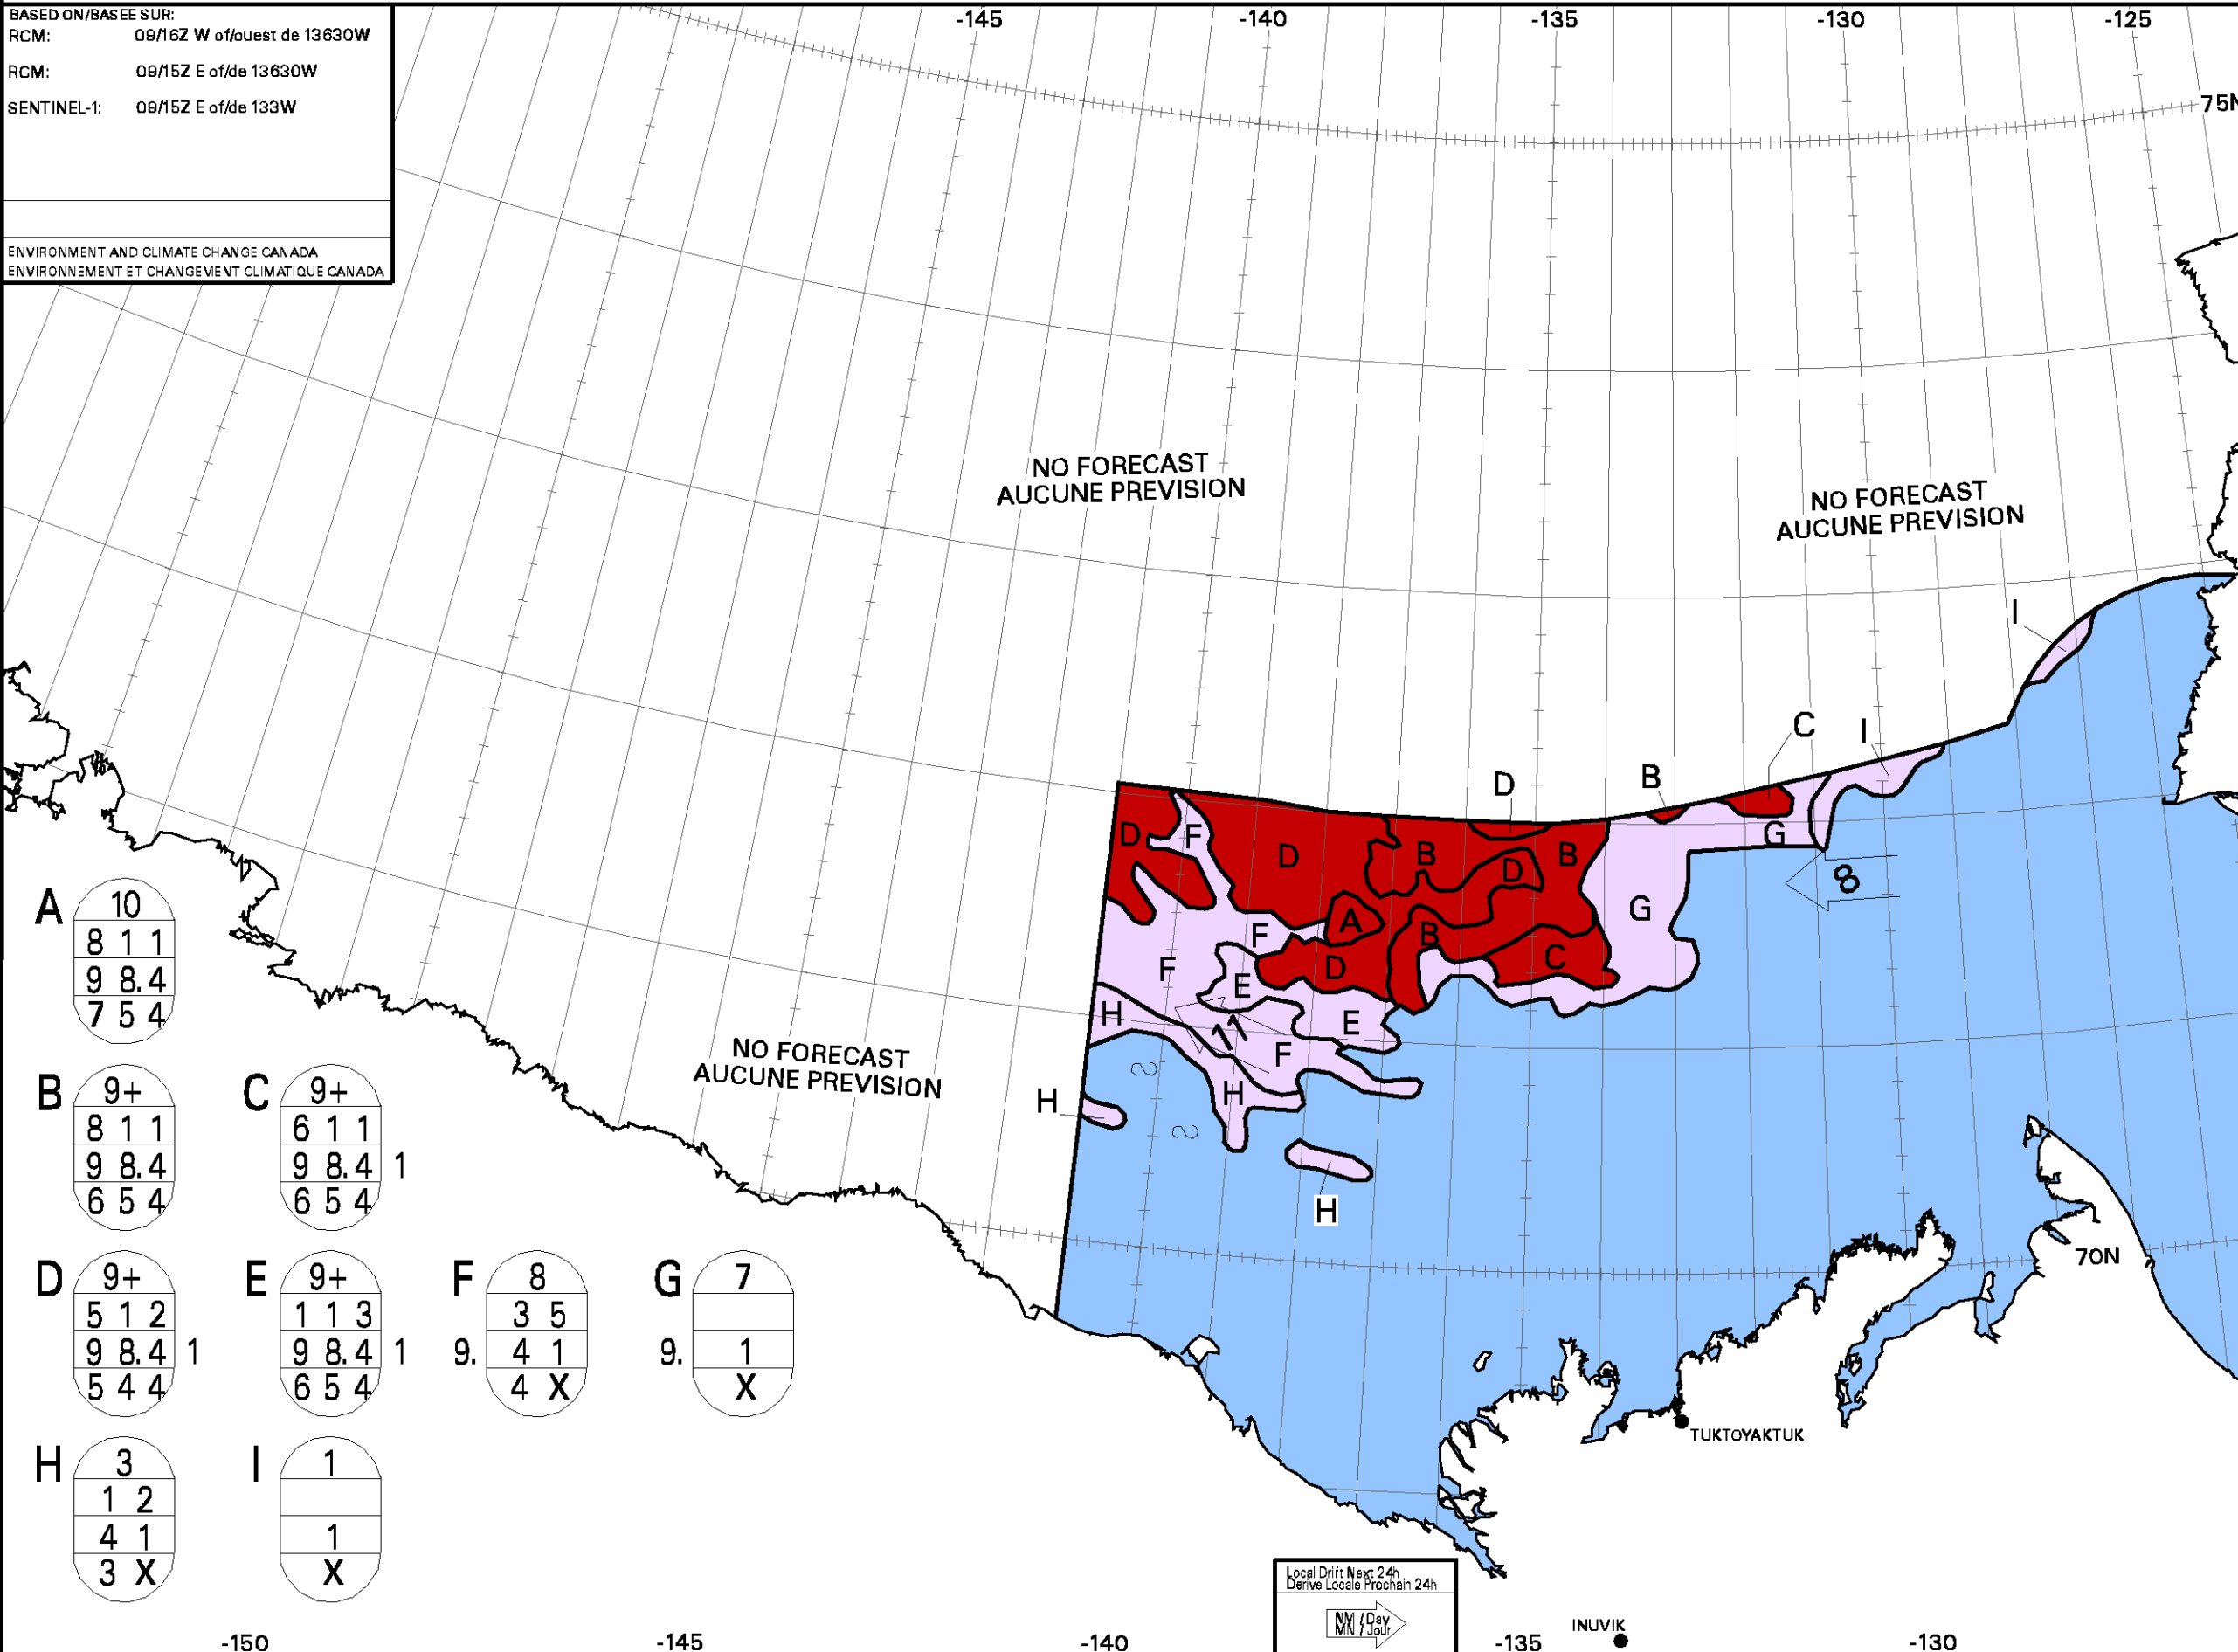 BASED ON/BASEE SUR:
RCM: 09/16Z W of/ouest de 13630W
RCM: 09/15Z E of/de 13630W
SENTINEL-1: 09/15Z E of/de 133W
ENVIRONMENT AND CLIMATE CHANGE CANADA
ENVIRONNEMENT ET CHANGEMENT CLIMATIQUE CANADA
-145 -140 -135 -130 -125
75N
NO FORECAST
AUCUNE PREVISION
NO FORECAST
AUCUNE PREVISION
I
C I
D B
D F D B D B G
A G 8
F B
F D C
E
H E
F
NO FORECAST
AUCUNE PREVISION
H H
H
70N
A
10
8 1 1
9 8. 4
7 5 4
B
9+
8 1 1
9 8. 4
6 5 4
C
9+
6 1 1
9 8. 4 1
6 5 4
D
9+
5 1 2
9 8. 4 1
5 4 4
E
9+
1 1 3
9 8. 4 1
6 5 4
F
8
3 5
9. 4 1
4 X
G
7
9. 1
X
H
3
1 2
4 1
3 X
I
1
1
X
TUKTOYAKTUK
Local Drift Next 24h
Derive Locale Prochain 24h
NM / Day
MN / Jour
INUVIK
-150 -145 -140 -135 -130